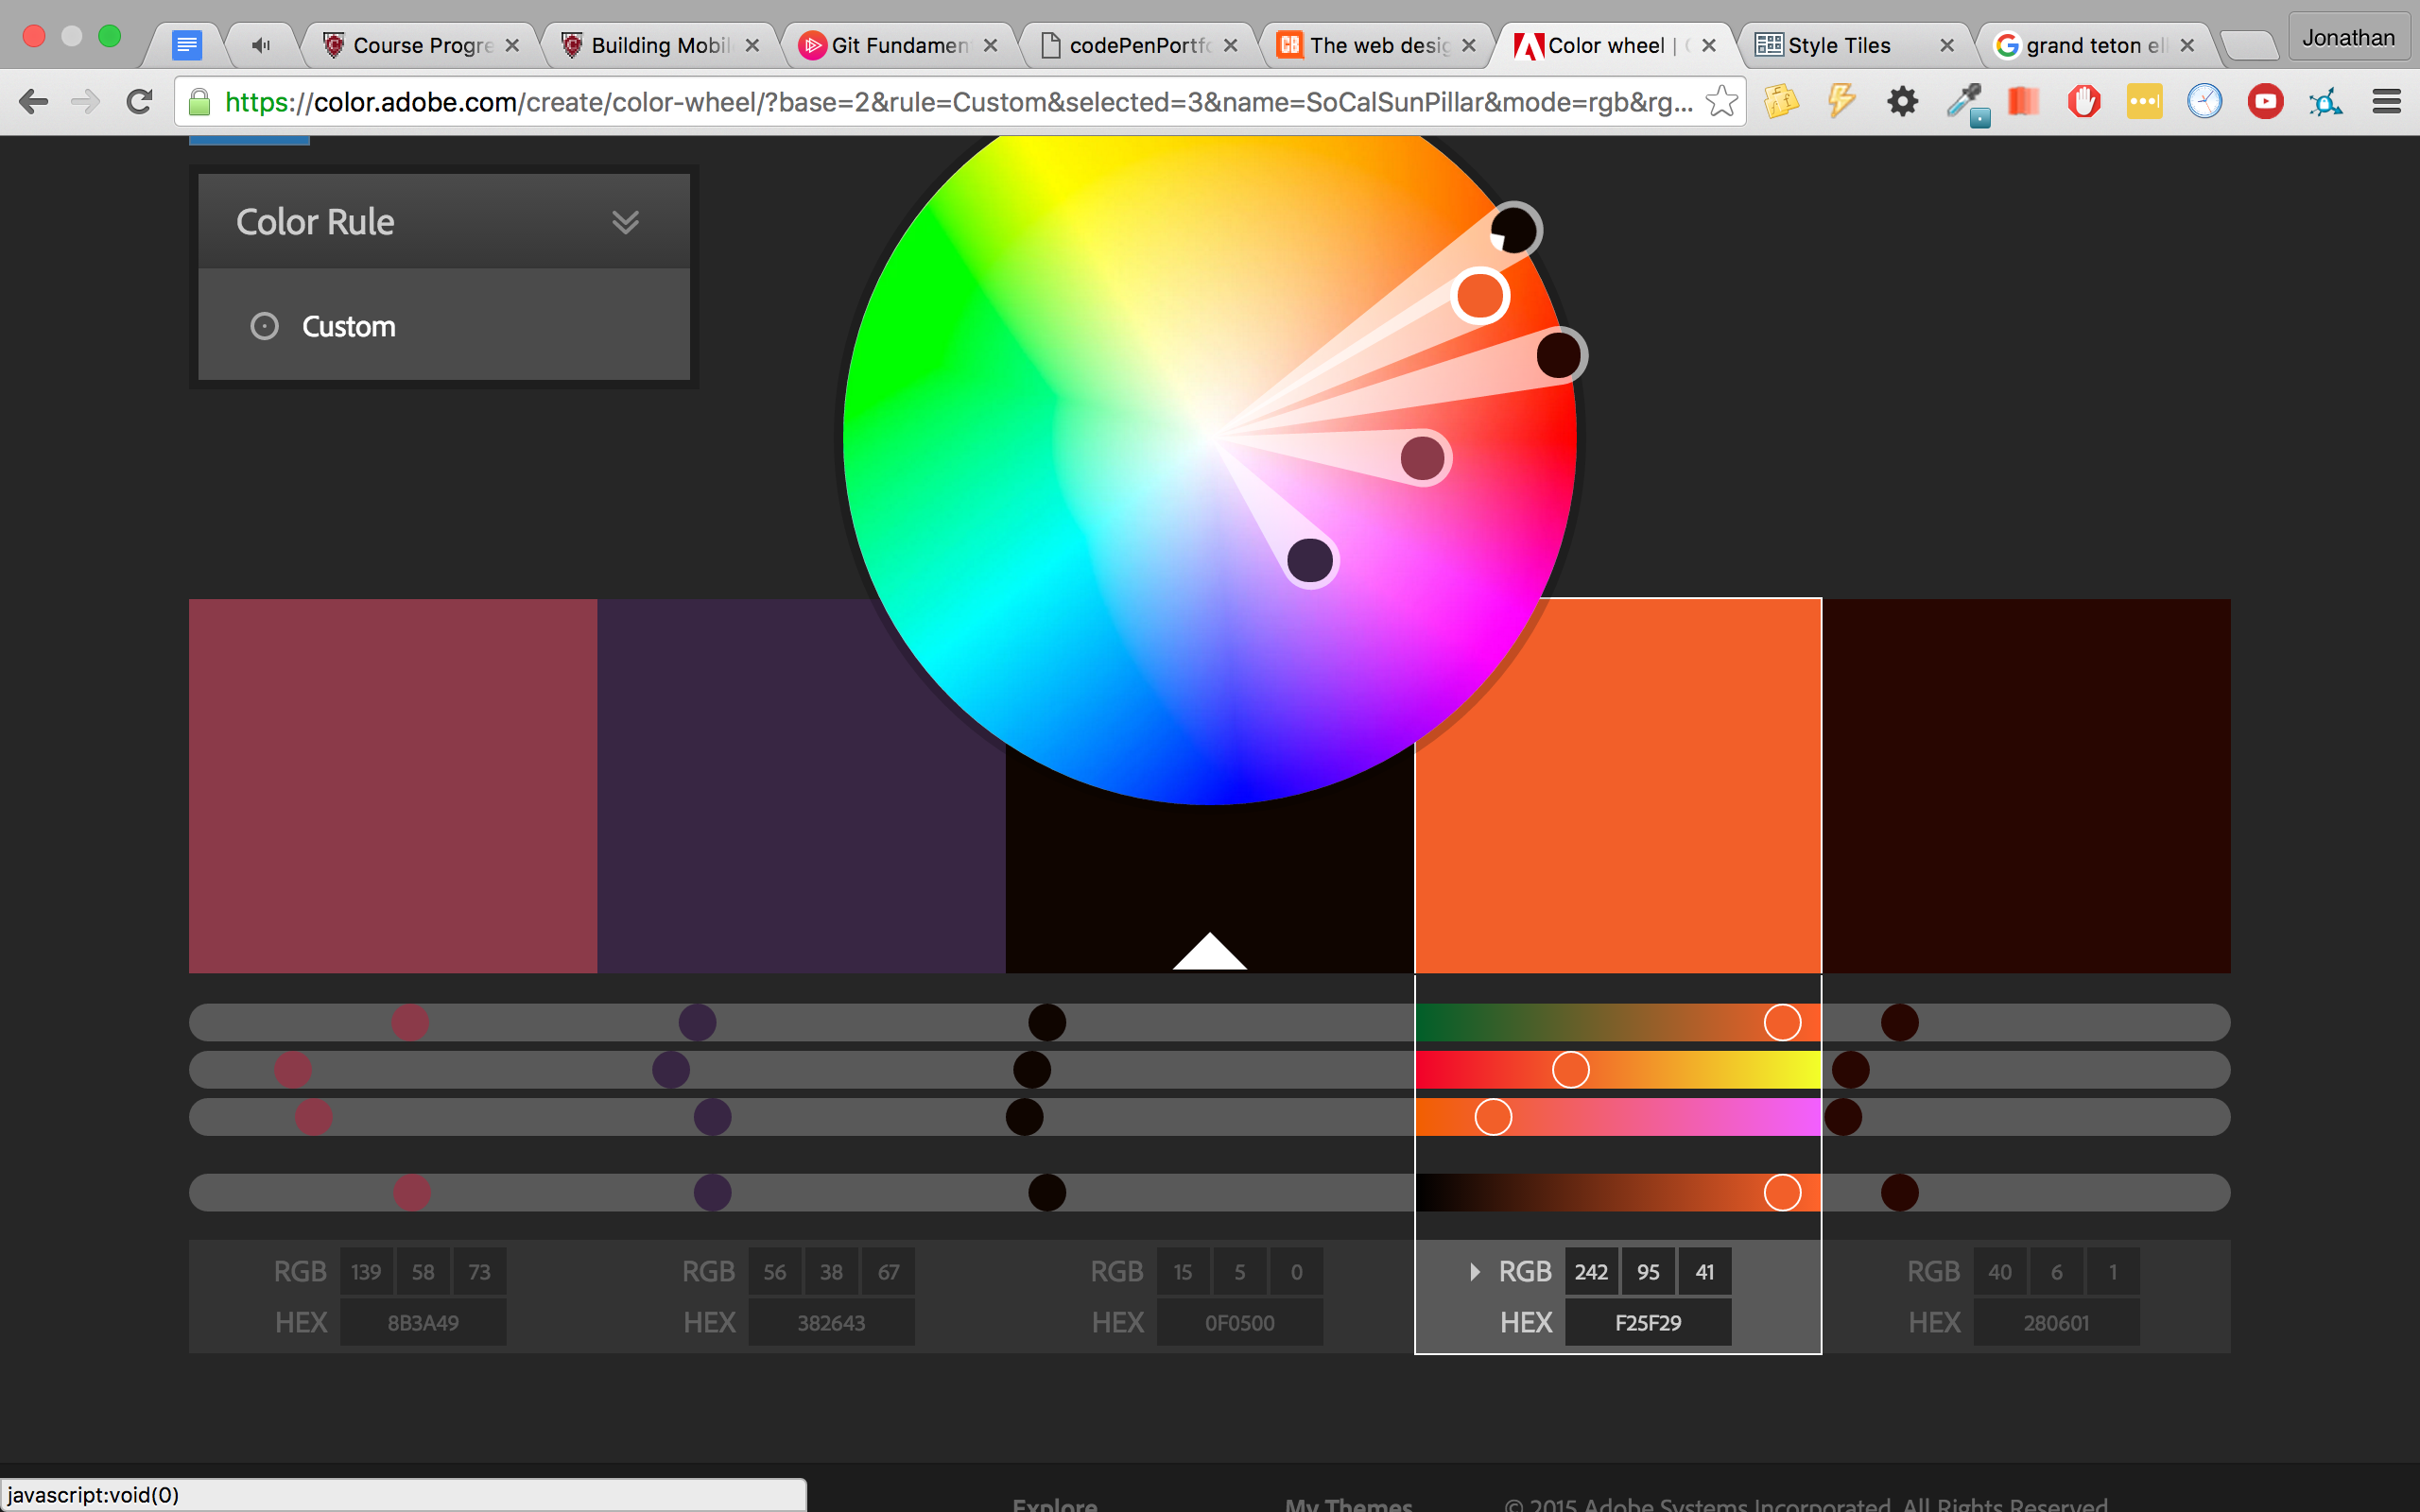 Course Progre
Building Mobil
Git Fundamen
codePenPortfo
The web desig
Color wheel |
Style Tiles
grand teton el
Jonathan
https://color.adobe.com/create/color-wheel/?base=2&rule=Custom&selected=3&name=SoCalSunPillar&mode=rgb&rg...
Color Rule
Custom
RGB 139 58 73
HEX 8B3A49
RGB 56 38 67
HEX 382643
RGB 15 5 0
HEX 0F0500
RGB 242 95 41
HEX F25F29
RGB 40 6 1
HEX 280601
javascript:void(0)
Explore
My Themes
© 2015 Adobe Systems Incorporated. All Rights Reserved.